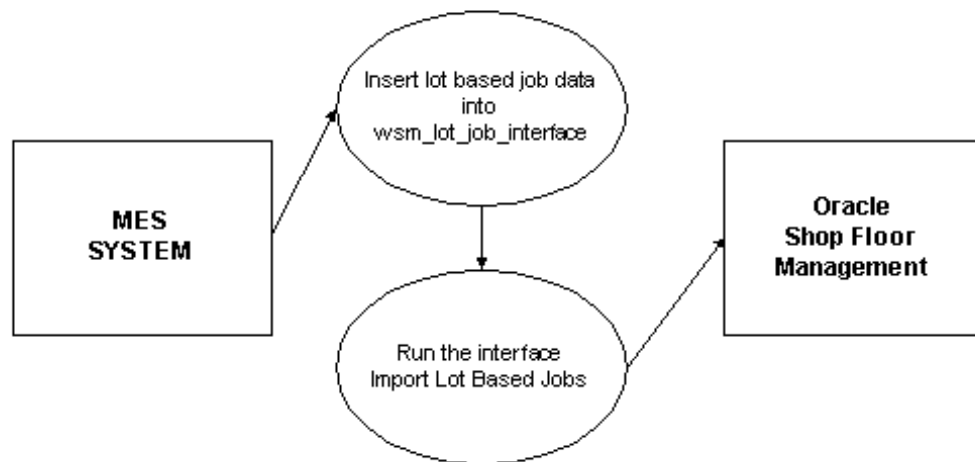 MES
SYSTEM
Insert lot based job data
into
wsm_lot_job_interface
Run the interface
Import Lot Based Jobs
Oracle
Shop Floor
Management